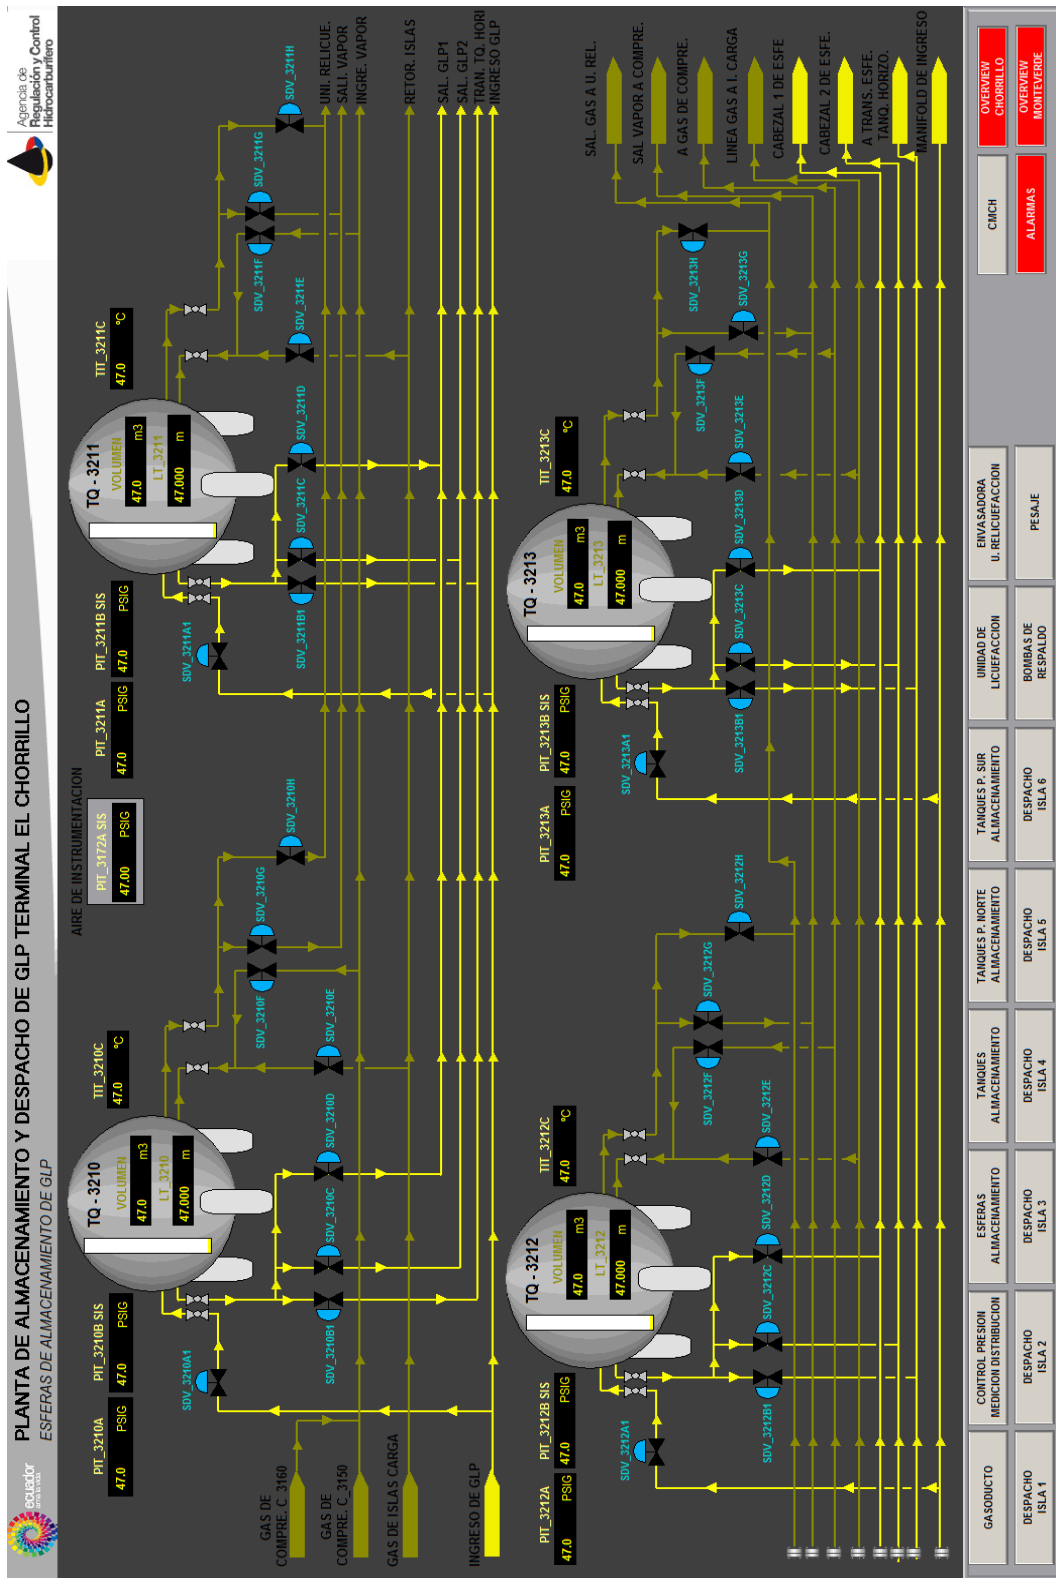 ecuador
ama la vida
PLANTA DE ALMACENAMIENTO Y DESPACHO DE GLP TERMINAL EL CHORRILLO
ESFERAS DE ALMACENAMIENTO DE GLP
Agencia de
Regulación y Control
Hidrocarburífero
AIRE DE INSTRUMENTACION
PIT_3172A SIS
47.00 PSIG
PIT_3210A
47.0 PSIG
PIT_3210B SIS
47.0 PSIG
TIT_3210C
47.0 ºC
TQ - 3210
VOLUMEN
47.0 m3
LT_3210
47.000 m
SDV_3210A1
SDV_3210B1
SDV_3210C
SDV_3210D
SDV_3210E
SDV_3210F
SDV_3210G
SDV_3210H
PIT_3211A
47.0 PSIG
PIT_3211B SIS
47.0 PSIG
TIT_3211C
47.0 ºC
TQ - 3211
VOLUMEN
47.0 m3
LT_3211
47.000 m
SDV_3211A1
SDV_3211B1
SDV_3211C
SDV_3211D
SDV_3211E
SDV_3211F
SDV_3211G
SDV_3211H
GAS DE
COMPRE. C_3160
GAS DE
COMPRE. C_3150
GAS DE ISLAS CARGA
INGRESO DE GLP
UNI. RELICUE.
SALI. VAPOR
INGRE. VAPOR
RETOR. ISLAS
SAL. GLP1
SAL. GLP2
TRAN. TQ. HORI
INGRESO GLP
PIT_3212A
47.0 PSIG
PIT_3212B SIS
47.0 PSIG
TIT_3212C
47.0 ºC
TQ - 3212
VOLUMEN
47.0 m3
LT_3212
47.000 m
SDV_3212A1
SDV_3212B1
SDV_3212C
SDV_3212D
SDV_3212E
SDV_3212F
SDV_3212G
SDV_3212H
PIT_3213A
47.0 PSIG
PIT_3213B SIS
47.0 PSIG
TIT_3213C
47.0 ºC
TQ - 3213
VOLUMEN
47.0 m3
LT_3213
47.000 m
SDV_3213A1
SDV_3213B1
SDV_3213C
SDV_3213D
SDV_3213E
SDV_3213F
SDV_3213G
SDV_3213H
SAL. GAS A U. REL.
SAL VAPOR A COMPRE.
A GAS DE COMPRE.
LINEA GAS A I. CARGA
CABEZAL 1 DE ESFE
CABEZAL 2 DE ESFE.
A TRANS. ESFE.
TANQ. HORIZO.
MANIFOLD DE INGRESO
GASODUCTO
CONTROL PRESION
MEDICION DISTRIBUCION
ESFERAS
ALMACENAMIENTO
TANQUES
ALMACENAMIENTO
TANQUES P. NORTE
ALMACENAMIENTO
TANQUES P. SUR
ALMACENAMIENTO
UNIDAD DE
LICUEFACCION
ENVASADORA
U. RELICUEFACCION
CMCH
OVERVIEW
CHORRILLO
DESPACHO
ISLA 1
DESPACHO
ISLA 2
DESPACHO
ISLA 3
DESPACHO
ISLA 4
DESPACHO
ISLA 5
DESPACHO
ISLA 6
BOMBAS DE
RESPALDO
PESAJE
ALARMAS
OVERVIEW
MONTEVERDE